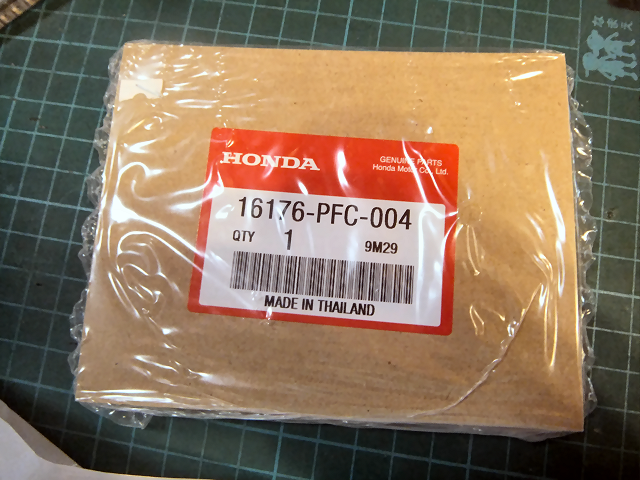 HONDA
GENUINE PARTS
Honda Motor Co., Ltd.
16176-PFC-004
QTY 1 9M29
MADE IN THAILAND